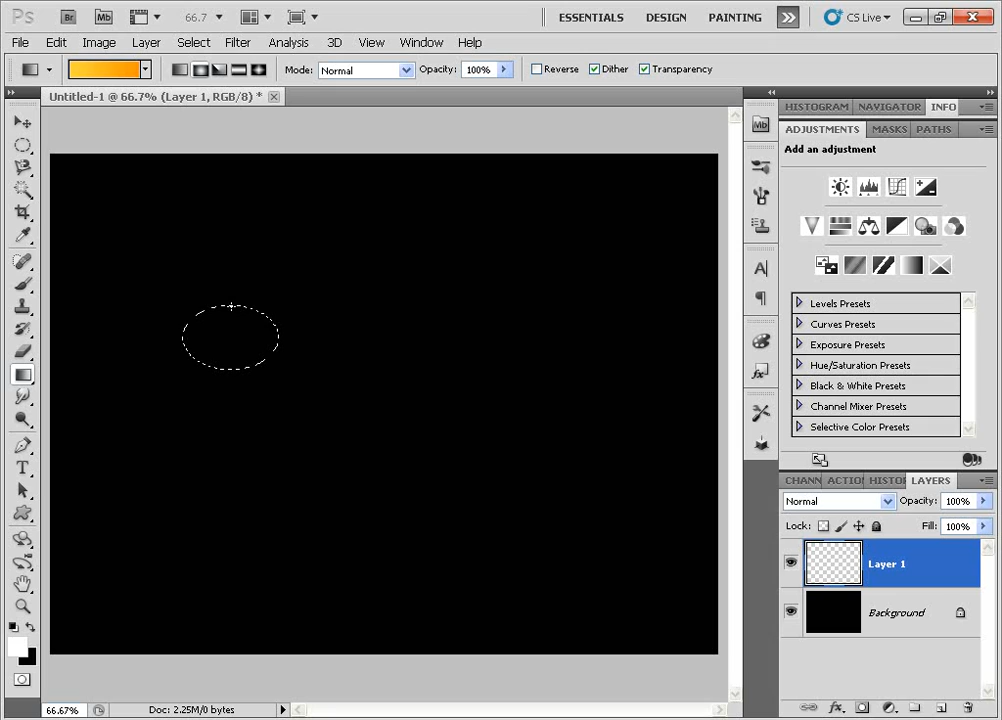 Ps Br Mb 66.7 ESSENTIALS DESIGN PAINTING CS Live
File Edit Image Layer Select Filter Analysis 3D View Window Help
Mode: Normal Opacity: 100% Reverse Dither Transparency
Untitled-1 @ 66.7% (Layer 1, RGB/8) *
HISTOGRAM NAVIGATOR INFO
Mb
ADJUSTMENTS MASKS PATHS
Add an adjustment
A
Levels Presets
Curves Presets
Exposure Presets
Hue/Saturation Presets
Black & White Presets
Channel Mixer Presets
Selective Color Presets
T
CHANN ACTIO HISTO LAYERS
Normal Opacity: 100%
Lock: Fill: 100%
Layer 1
Background
66.67% Doc: 2.25M/0 bytes